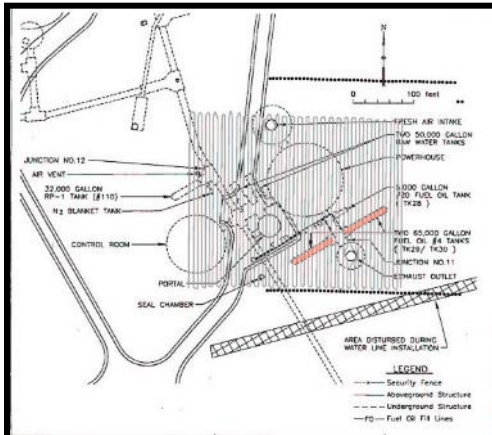 N
0 100 feet
FRESH AIR INTAKE
TWO 50,000 GALLON
RAW WATER TANKS
POWERHOUSE
JUNCTION NO.12
AIR VENT
32,000 GALLON
RP-1 TANK (#110)
N2 BLANKET TANK
CONTROL ROOM
PORTAL
SEAL CHAMBER
GALLON
FUEL OIL TANK
( TK28 )
TWO 65,000 GALLON
FUEL OIL #4 TANKS
( TK29/ TK30 )
JUNCTION NO.11
EXHAUST OUTLET
AREA DISTURBED DURING
WATER LINE INSTALLATION
LEGEND
Security Fence
Aboveground Structure
Underground Structure
FO Fuel Oil Fill Lines